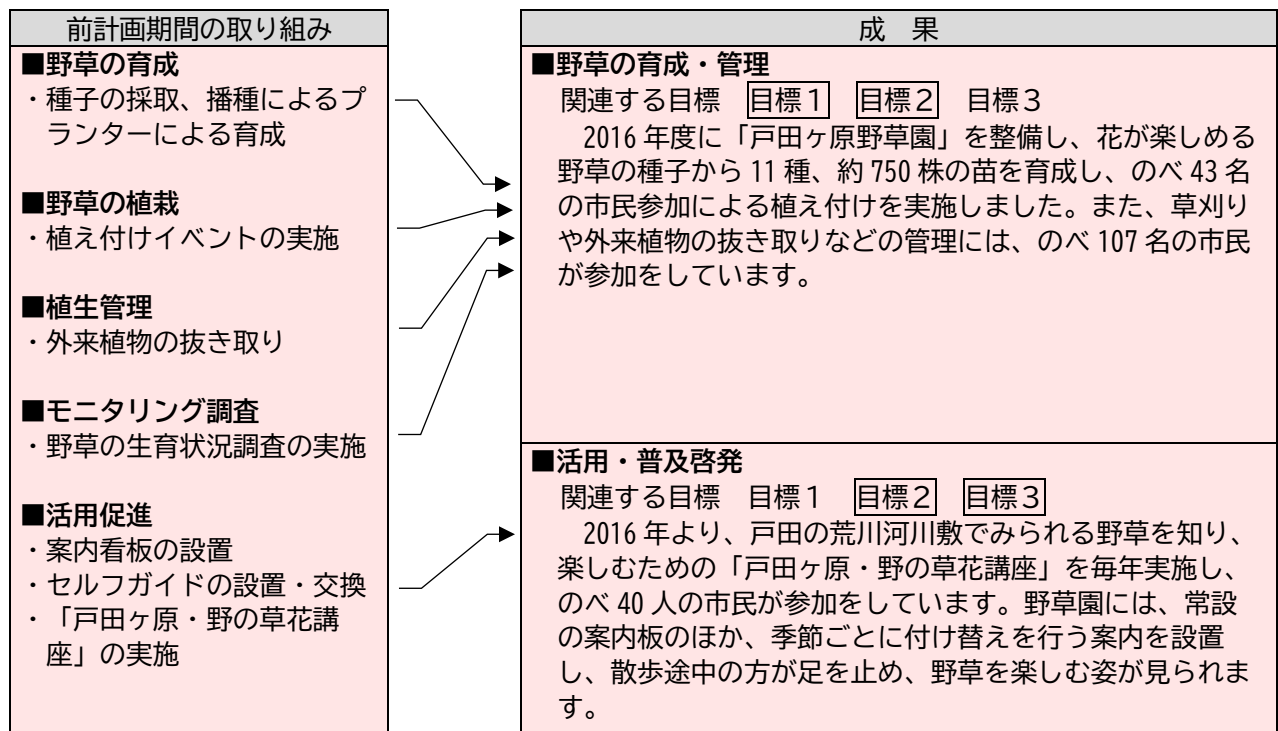 前計画期間の取り組み
■野草の育成
・種子の採取、播種によるプ
ランターによる育成
■野草の植栽
・植え付けイベントの実施
■植生管理
・外来植物の抜き取り
■モニタリング調査
・野草の生育状況調査の実施
■活用促進
・案内看板の設置
・セルフガイドの設置・交換
・「戸田ヶ原・野の草花講
座」の実施
成　果
■野草の育成・管理
関連する目標　目標１　目標２　目標３
2016 年度に「戸田ヶ原野草園」を整備し、花が楽しめる
野草の種子から 11 種、約 750 株の苗を育成し、のべ 43 名
の市民参加による植え付けを実施しました。また、草刈り
や外来植物の抜き取りなどの管理には、のべ 107 名の市民
が参加をしています。
■活用・普及啓発
関連する目標　目標１　目標２　目標３
2016 年より、戸田の荒川河川敷でみられる野草を知り、
楽しむための「戸田ヶ原・野の草花講座」を毎年実施し、
のべ 40 人の市民が参加をしています。野草園には、常設
の案内板のほか、季節ごとに付け替えを行う案内を設置
し、散歩途中の方が足を止め、野草を楽しむ姿が見られま
す。